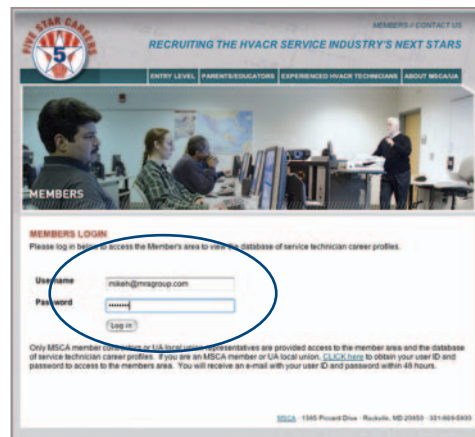 MEMBERS // CONTACT US
FIVE STAR CAREERS
5
RECRUITING THE HVACR SERVICE INDUSTRY'S NEXT STARS
ENTRY LEVEL PARENTS/EDUCATORS EXPERIENCED HVACR TECHNICIANS ABOUT MSCA/UA
MEMBERS
MEMBERS LOGIN
Please log in below to access the Member's area to view the database of service technician career profiles.
Username mikeh@mragroup.com
Password ••••••••
Log in
Only MSCA member contractors or UA local union representatives are provided access to the member area and the database
of service technician career profiles. If you are an MSCA member or UA local union, CLICK here to obtain your user ID and
password to access to the members area. You will receive an e-mail with your user ID and password within 48 hours.
MSCA · 1385 Piccard Drive · Rockville, MD 20850